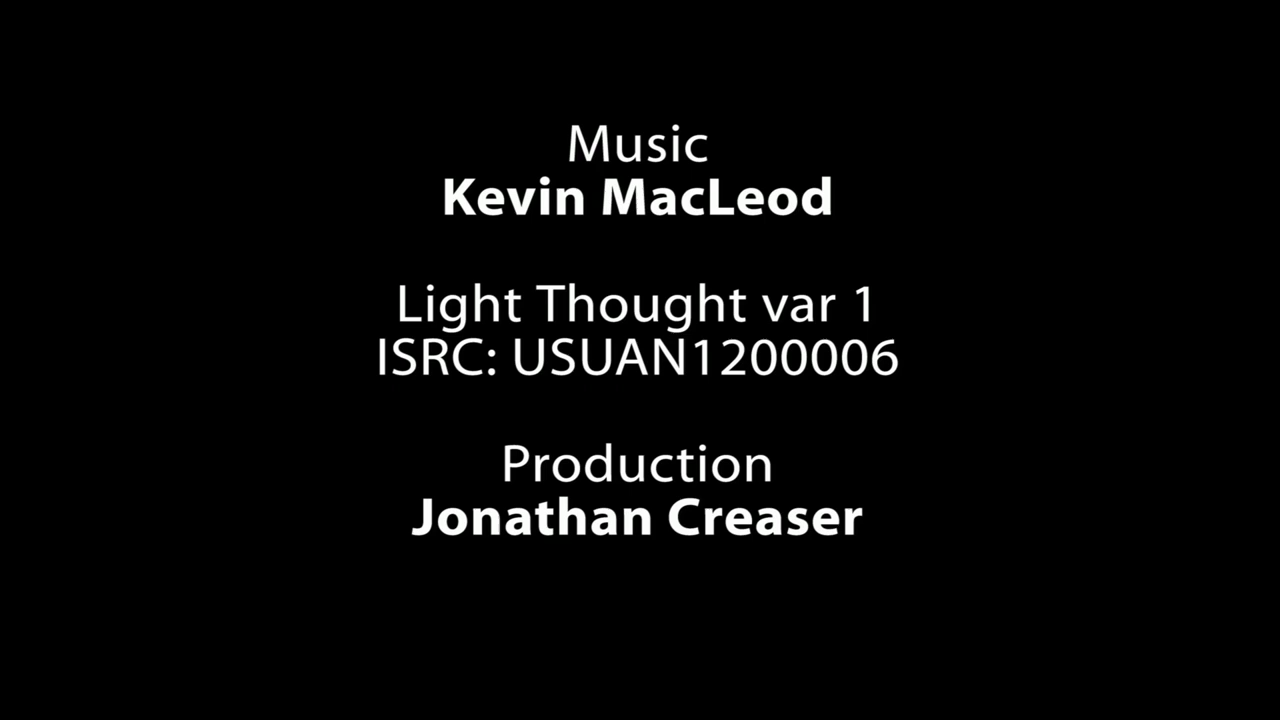 Music
Kevin MacLeod
Light Thought var 1
ISRC: USUAN1200006
Production
Jonathan Creaser